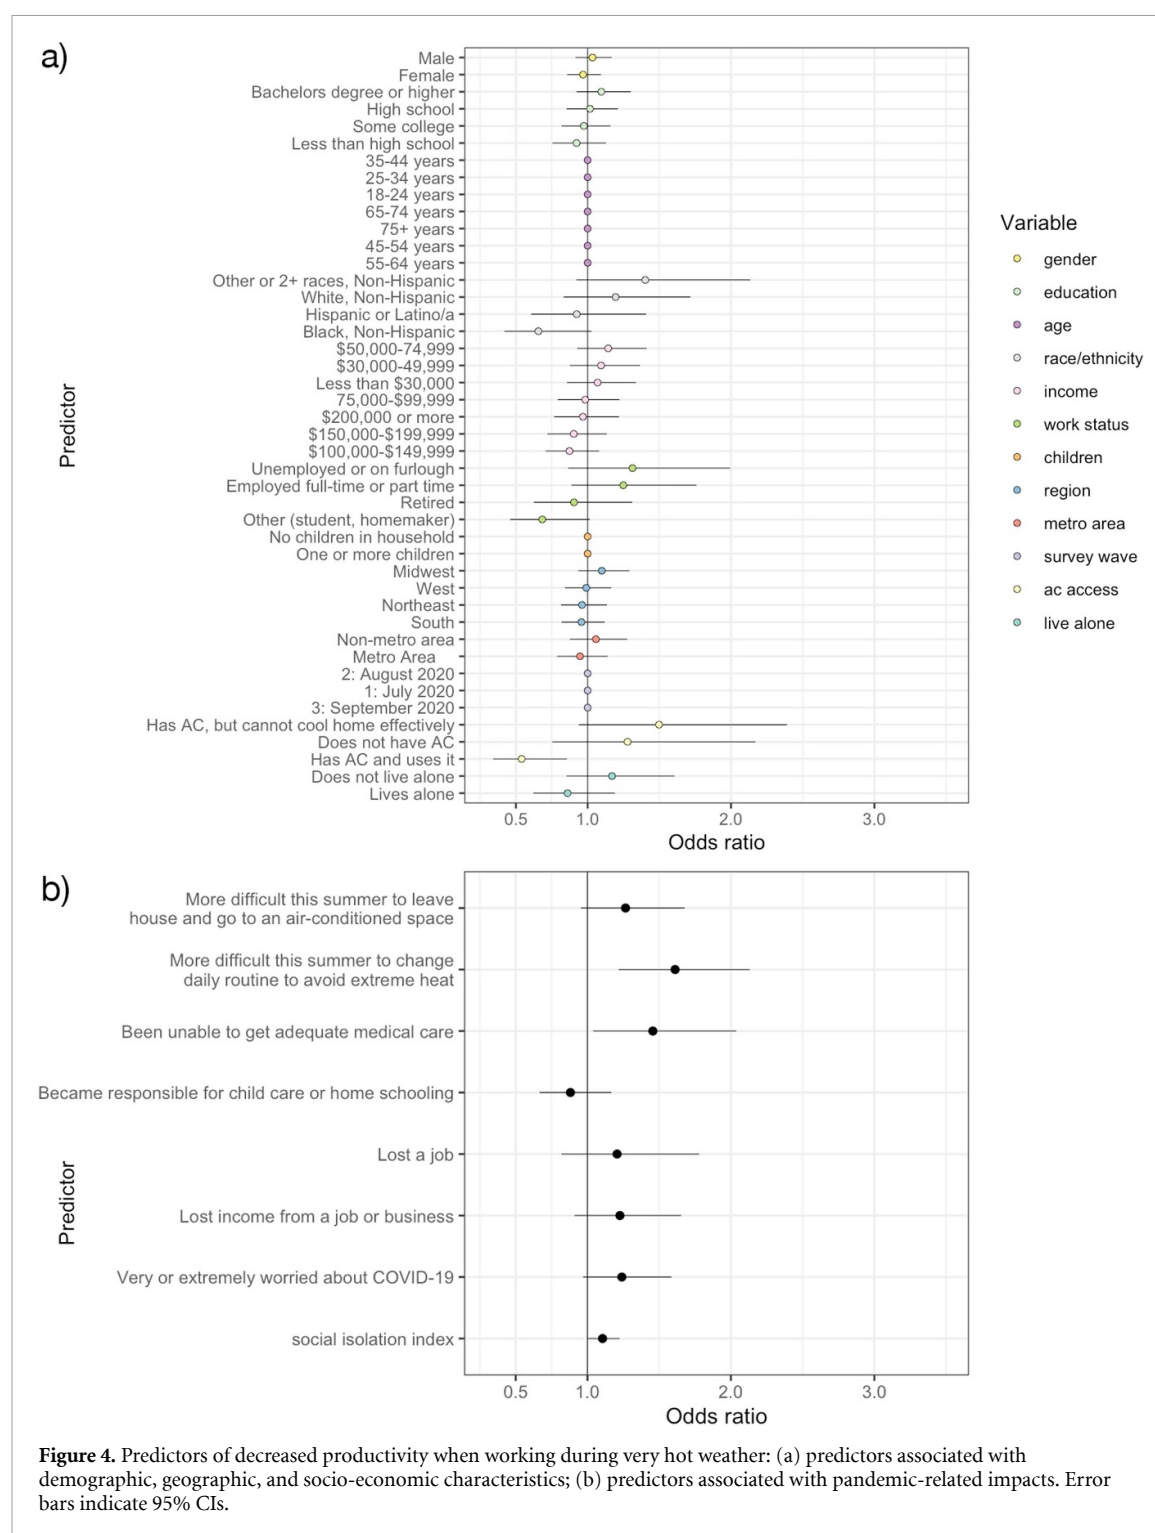 a)
Predictor
Male
Female
Bachelors degree or higher
High school
Some college
Less than high school
35-44 years
25-34 years
18-24 years
65-74 years
75+ years
45-54 years
55-64 years
Other or 2+ races, Non-Hispanic
White, Non-Hispanic
Hispanic or Latino/a
Black, Non-Hispanic
$50,000-74,999
$30,000-49,999
Less than $30,000
75,000-$99,999
$200,000 or more
$150,000-$199,999
$100,000-$149,999
Unemployed or on furlough
Employed full-time or part time
Retired
Other (student, homemaker)
No children in household
One or more children
Midwest
West
Northeast
South
Non-metro area
Metro Area
2: August 2020
1: July 2020
3: September 2020
Has AC, but cannot cool home effectively
Does not have AC
Has AC and uses it
Does not live alone
Lives alone
0.5 1.0 2.0 3.0
Odds ratio
Variable
gender
education
age
race/ethnicity
income
work status
children
region
metro area
survey wave
ac access
live alone
b)
Predictor
More difficult this summer to leave
house and go to an air-conditioned space
More difficult this summer to change
daily routine to avoid extreme heat
Been unable to get adequate medical care
Became responsible for child care or home schooling
Lost a job
Lost income from a job or business
Very or extremely worried about COVID-19
social isolation index
0.5 1.0 2.0 3.0
Odds ratio
Figure 4. Predictors of decreased productivity when working during very hot weather: (a) predictors associated with
demographic, geographic, and socio-economic characteristics; (b) predictors associated with pandemic-related impacts. Error
bars indicate 95% CIs.